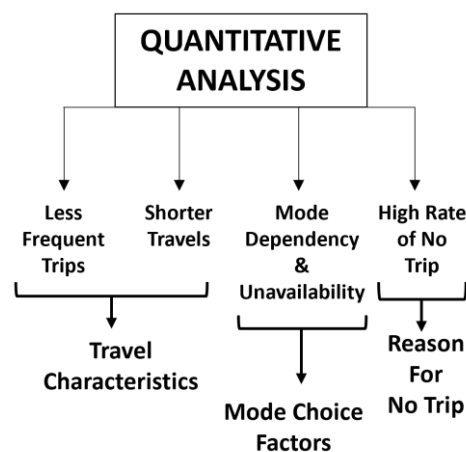 QUANTITATIVE
ANALYSIS
Less
Frequent
Trips
Shorter
Travels
Mode
Dependency
&
Unavailability
High Rate
of No
Trip
Travel
Characteristics
Mode Choice
Factors
Reason
For
No Trip